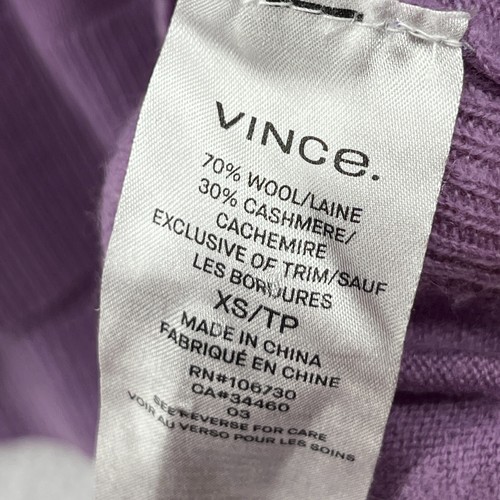 VINCe.
70% WOOL/LAINE
30% CASHMERE/
CACHEMIRE
EXCLUSIVE OF TRIM/SAUF
LES BORDURES
XS/TP
MADE IN CHINA
FABRIQUÉ EN CHINE
RN#106730
CA#34460
03
SEE REVERSE FOR CARE
VOIR AU VERSO POUR LES SOINS